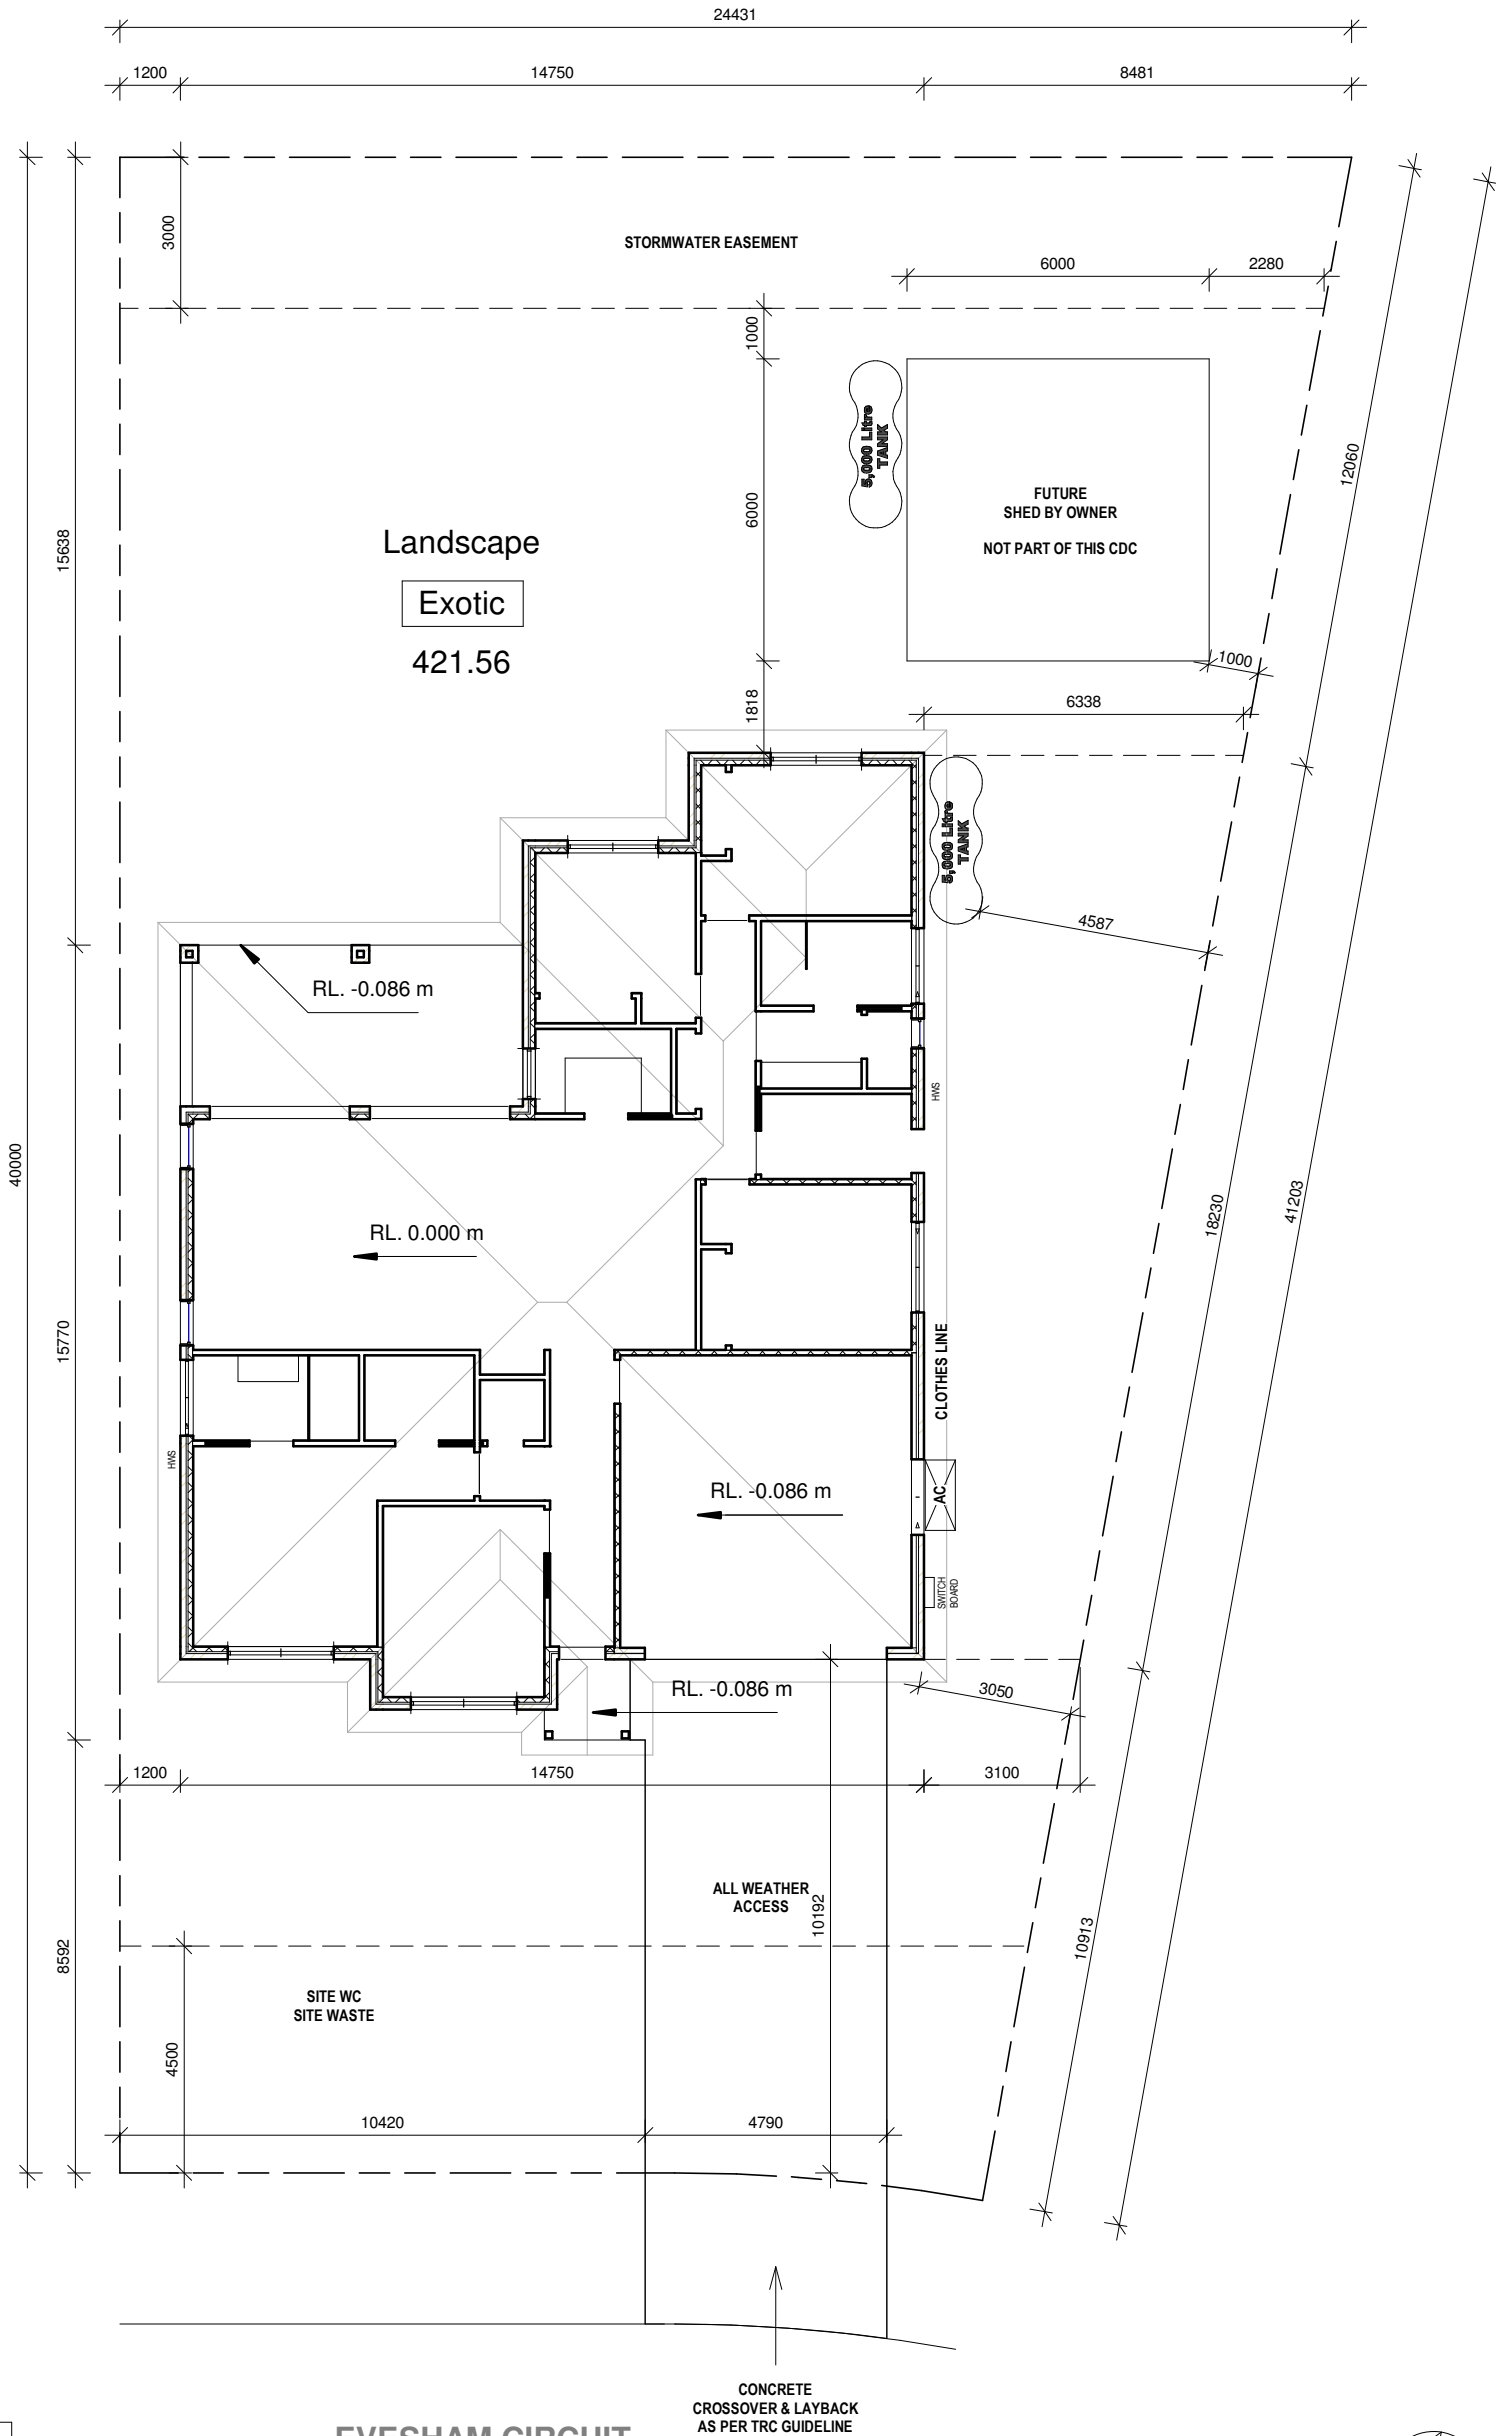 24431
1200
14750
8481
3000
STORMWATER EASEMENT
6000
2280
1000
5,000 Litre
TANK
FUTURE
SHED BY OWNER
NOT PART OF THIS CDC
6000
12060
15638
Landscape
Exotic
421.56
1000
1818
6338
5,000 Litre
TANK
4587
RL. -0.086 m
HWS
40000
18230
41203
RL. 0.000 m
15770
CLOTHES LINE
HWS
RL. -0.086 m
AC
SWITCH
BOARD
RL. -0.086 m
3050
1200
14750
3100
ALL WEATHER
ACCESS
10192
10913
8592
SITE WC
SITE WASTE
4500
10420
4790
CONCRETE
CROSSOVER & LAYBACK
AS PER TRC GUIDELINE
EVESHAM CIRCUIT